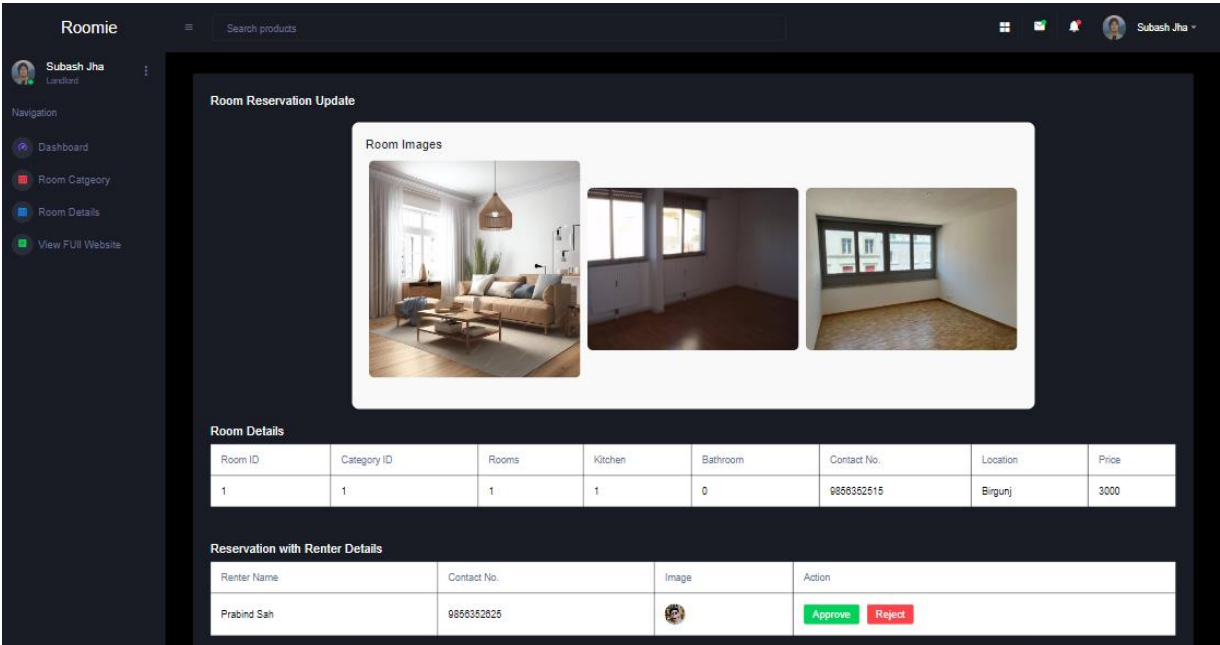 Roomie
Search products
Subash Jha
Subash Jha
Landlord
Navigation
Dashboard
Room Catgeory
Room Details
View FUll Website
Room Reservation Update
Room Images
Room Details
Room ID Category ID Rooms Kitchen Bathroom Contact No. Location Price
1 1 1 1 0 9856352515 Birgunj 3000
Reservation with Renter Details
Renter Name Contact No. Image Action
Prabind Sah 9856352625 Approve Reject